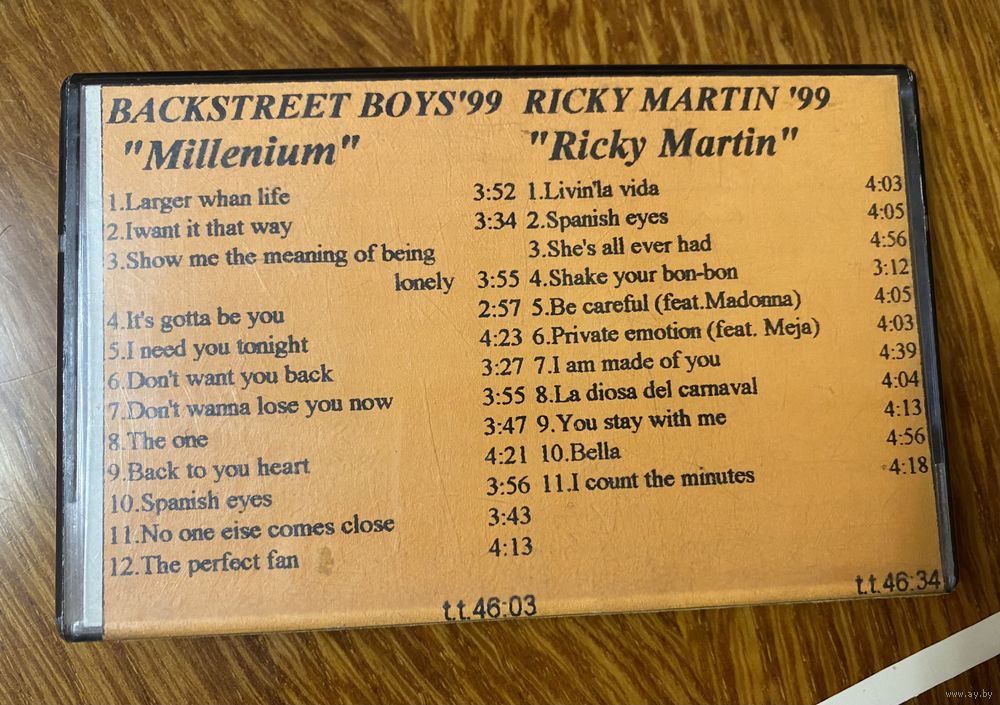 BACKSTREET BOYS'99
"Millenium"
1.Larger whan life 3:52
2.Iwant it that way 3:34
3.Show me the meaning of being
lonely 3:55
4.It's gotta be you 2:57
5.I need you tonight 4:23
6.Don't want you back 3:27
7.Don't wanna lose you now 3:55
8.The one 3:47
9.Back to you heart 4:21
10.Spanish eyes 3:56
11.No one eise comes close 3:43
12.The perfect fan 4:13
t.t.46:03
RICKY MARTIN '99
"Ricky Martin"
1.Livin'la vida 4:03
2.Spanish eyes 4:05
3.She's all ever had 4:56
4.Shake your bon-bon 3:12
5.Be careful (feat.Madonna) 4:05
6.Private emotion (feat. Meja) 4:03
7.I am made of you 4:39
8.La diosa del carnaval 4:04
9.You stay with me 4:13
10.Bella 4:56
11.I count the minutes 4:18
t.t.46:34
www.ay.by